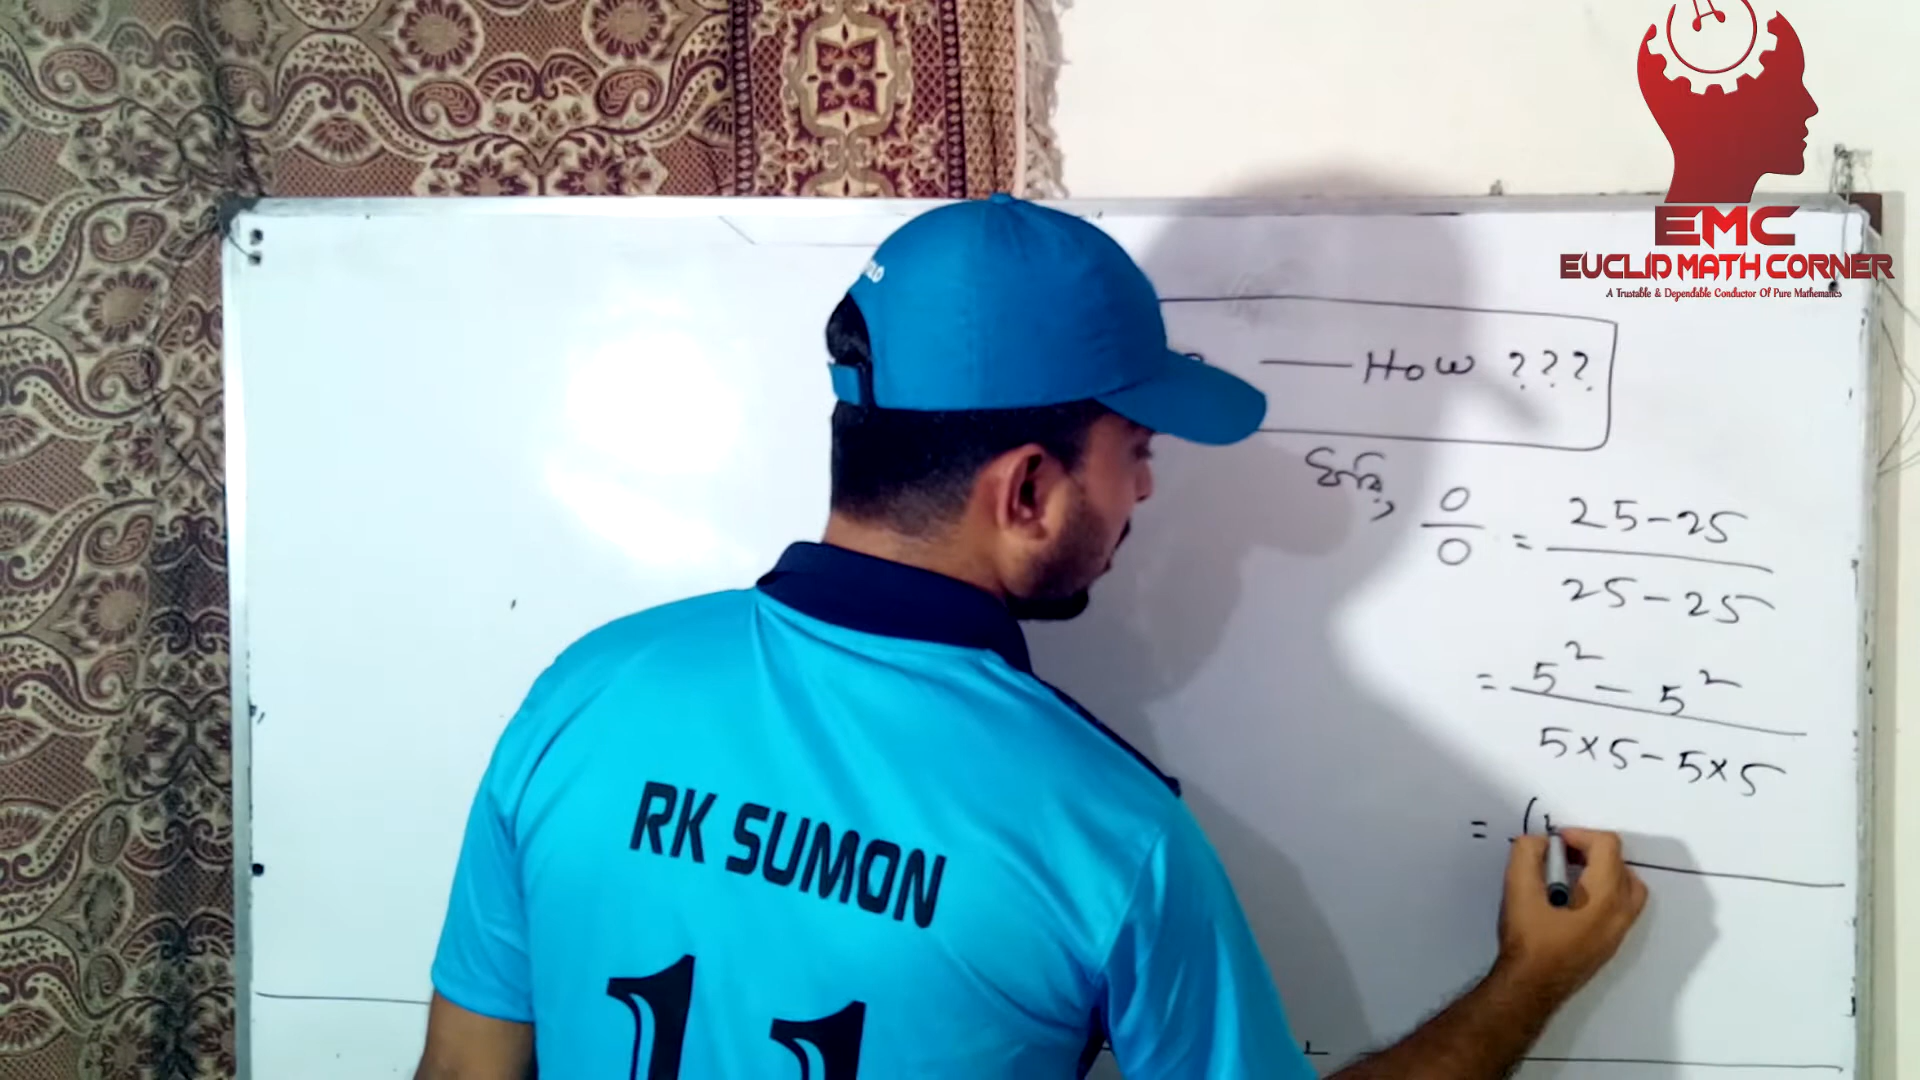 EMC
EUCLID MATH CORNER
A Trustable & Dependable Conductor Of Pure Mathematics
— How ???
ধরি, 0/0 = (25-25)/(25-25)
= (5² - 5²)/(5×5-5×5)
= (
RK SUMON
11